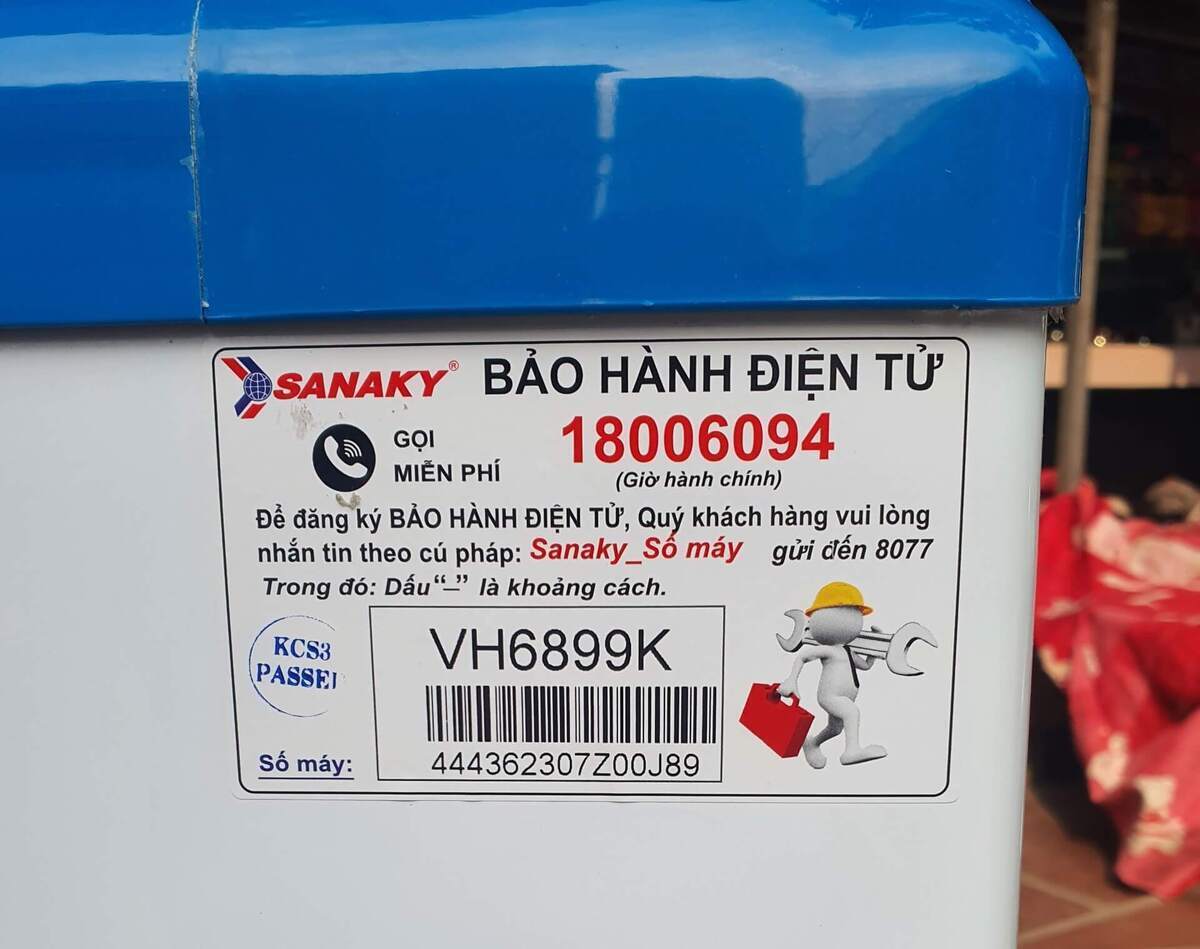 SANAKY® BẢO HÀNH ĐIỆN TỬ
GỌI
MIỄN PHÍ
18006094
(Giờ hành chính)
Để đăng ký BẢO HÀNH ĐIỆN TỬ, Quý khách hàng vui lòng
nhắn tin theo cú pháp: Sanaky_Số máy gửi đến 8077
Trong đó: Dấu “_” là khoảng cách.
KCS3
PASSE
VH6899K
Số máy: 444362307Z00J89